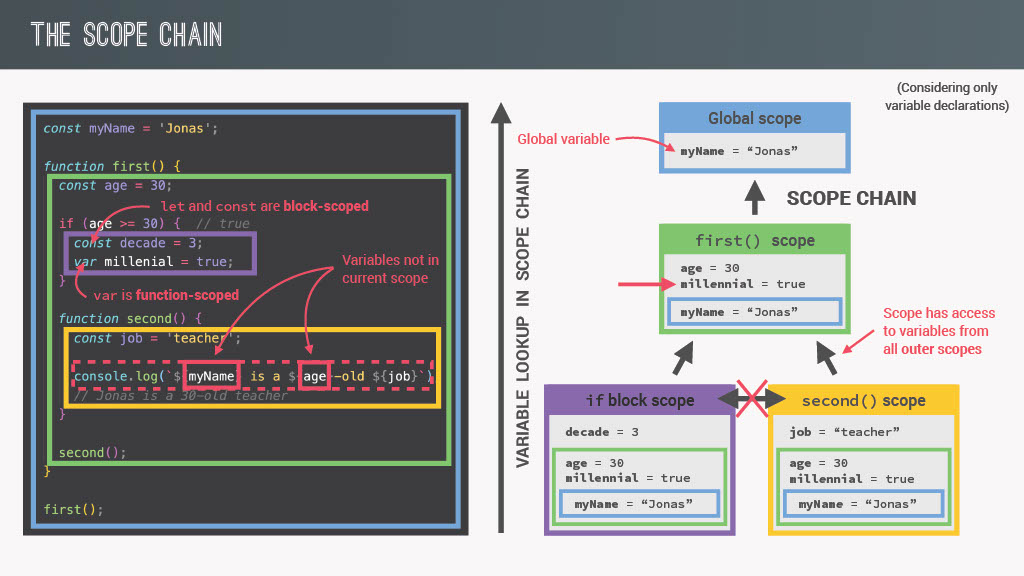 THE SCOPE CHAIN
(Considering only
variable declarations)
const myName = 'Jonas';
function first() {
const age = 30;
let and const are block-scoped
if (age >= 30) { // true
const decade = 3;
var millenial = true;
}
var is function-scoped
Variables not in
current scope
function second() {
const job = 'teacher';
console.log(`${myName} is a ${age}-old ${job}`)
// Jonas is a 30-old teacher
}
second();
}
first();
VARIABLE LOOKUP IN SCOPE CHAIN
Global variable
Global scope
myName = “Jonas”
SCOPE CHAIN
first() scope
age = 30
millennial = true
myName = “Jonas”
Scope has access
to variables from
all outer scopes
if block scope
decade = 3
age = 30
millennial = true
myName = “Jonas”
second() scope
job = “teacher”
age = 30
millennial = true
myName = “Jonas”